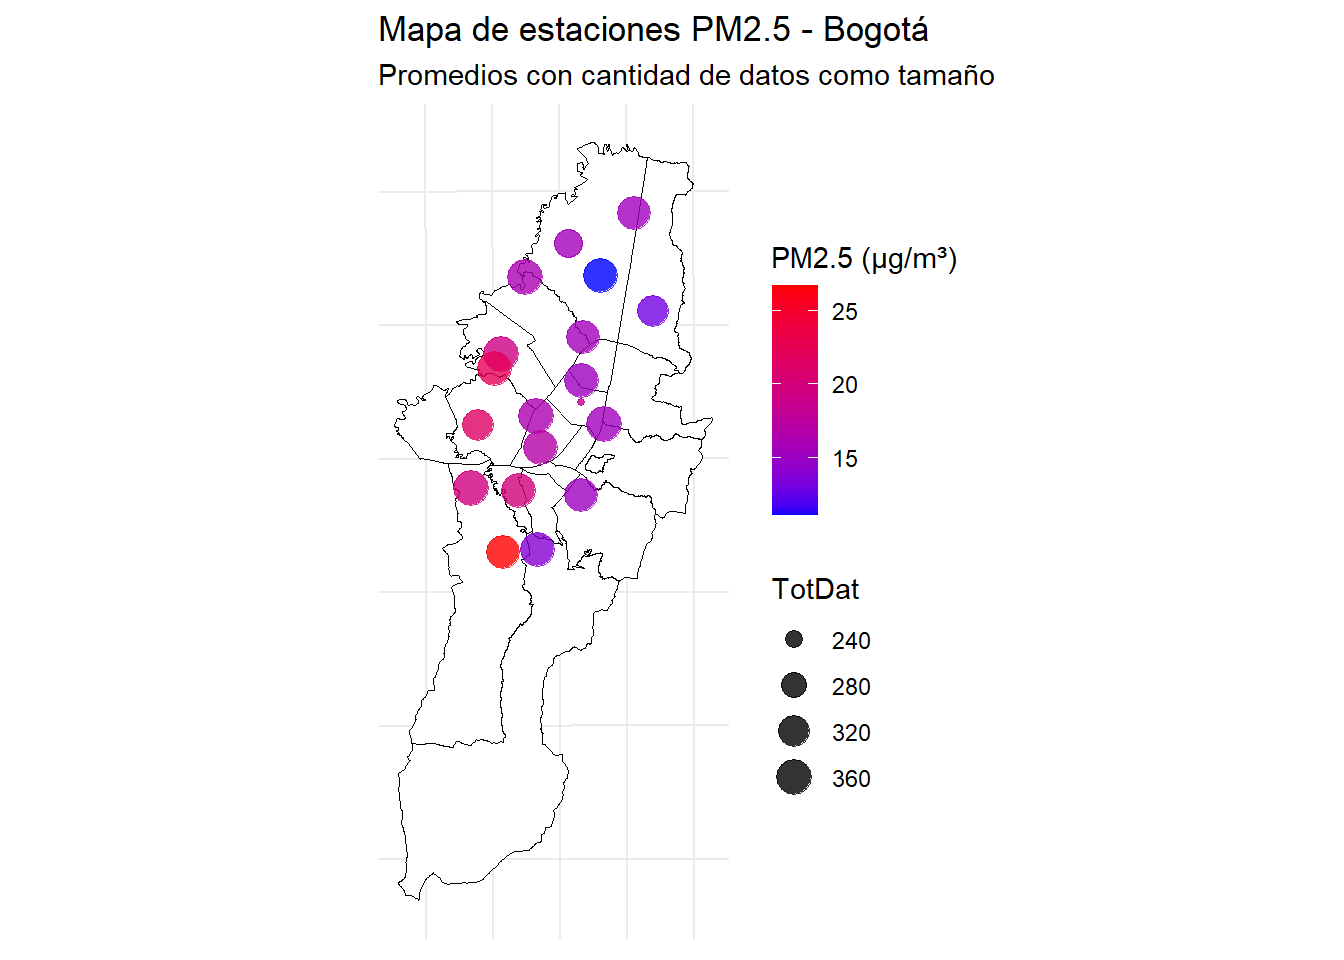 Mapa de estaciones PM2.5 - Bogotá
Promedios con cantidad de datos como tamaño
PM2.5 (µg/m³)
25
20
15
TotDat
240
280
320
360